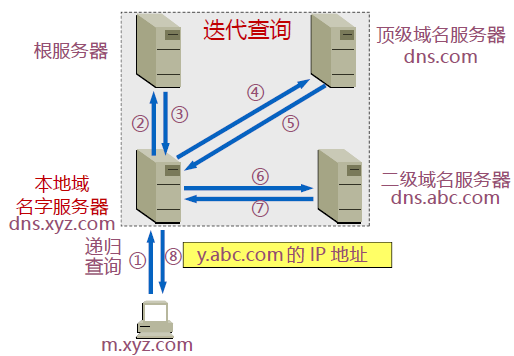 迭代查询
根服务器
顶级域名服务器
dns.com
④
②
③
⑤
本地域
名字服务器
dns.xyz.com
⑥
⑦
二级域名服务器
dns.abc.com
递归
查询
①
⑧
y.abc.com 的 IP 地址
m.xyz.com